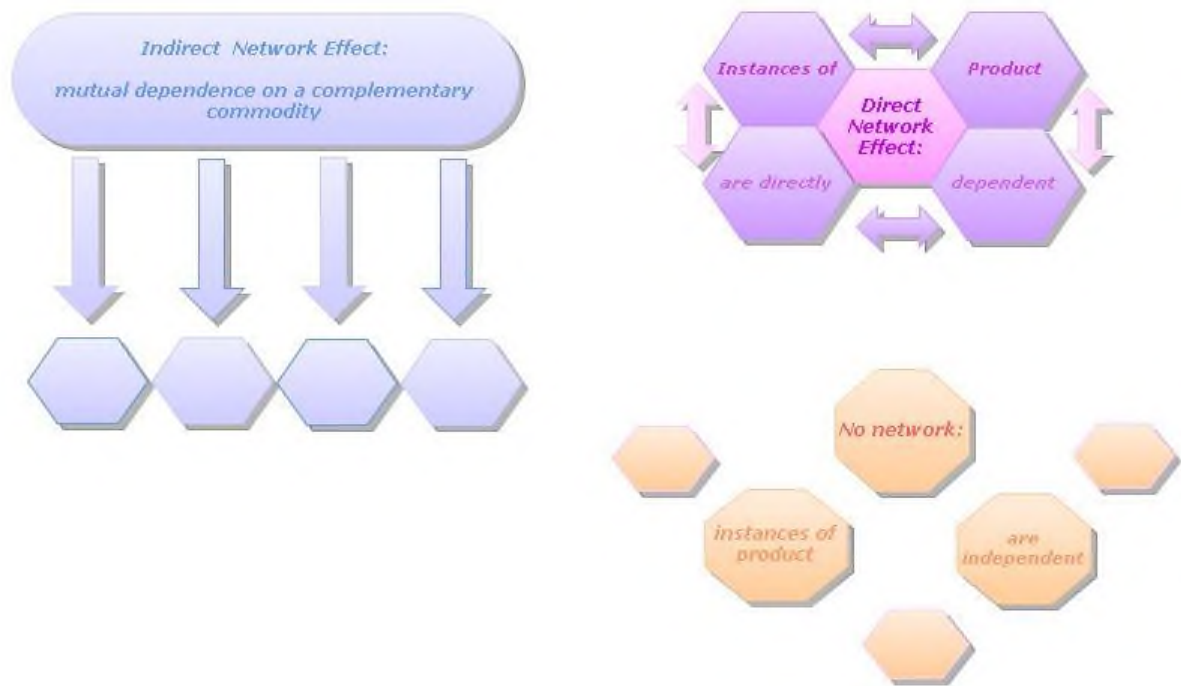 Indirect Network Effect:
mutual dependence on a complementary
commodity
Instances of
Product
Direct
Network
Effect:
are directly
dependent
No network:
instances of
product
are
independent